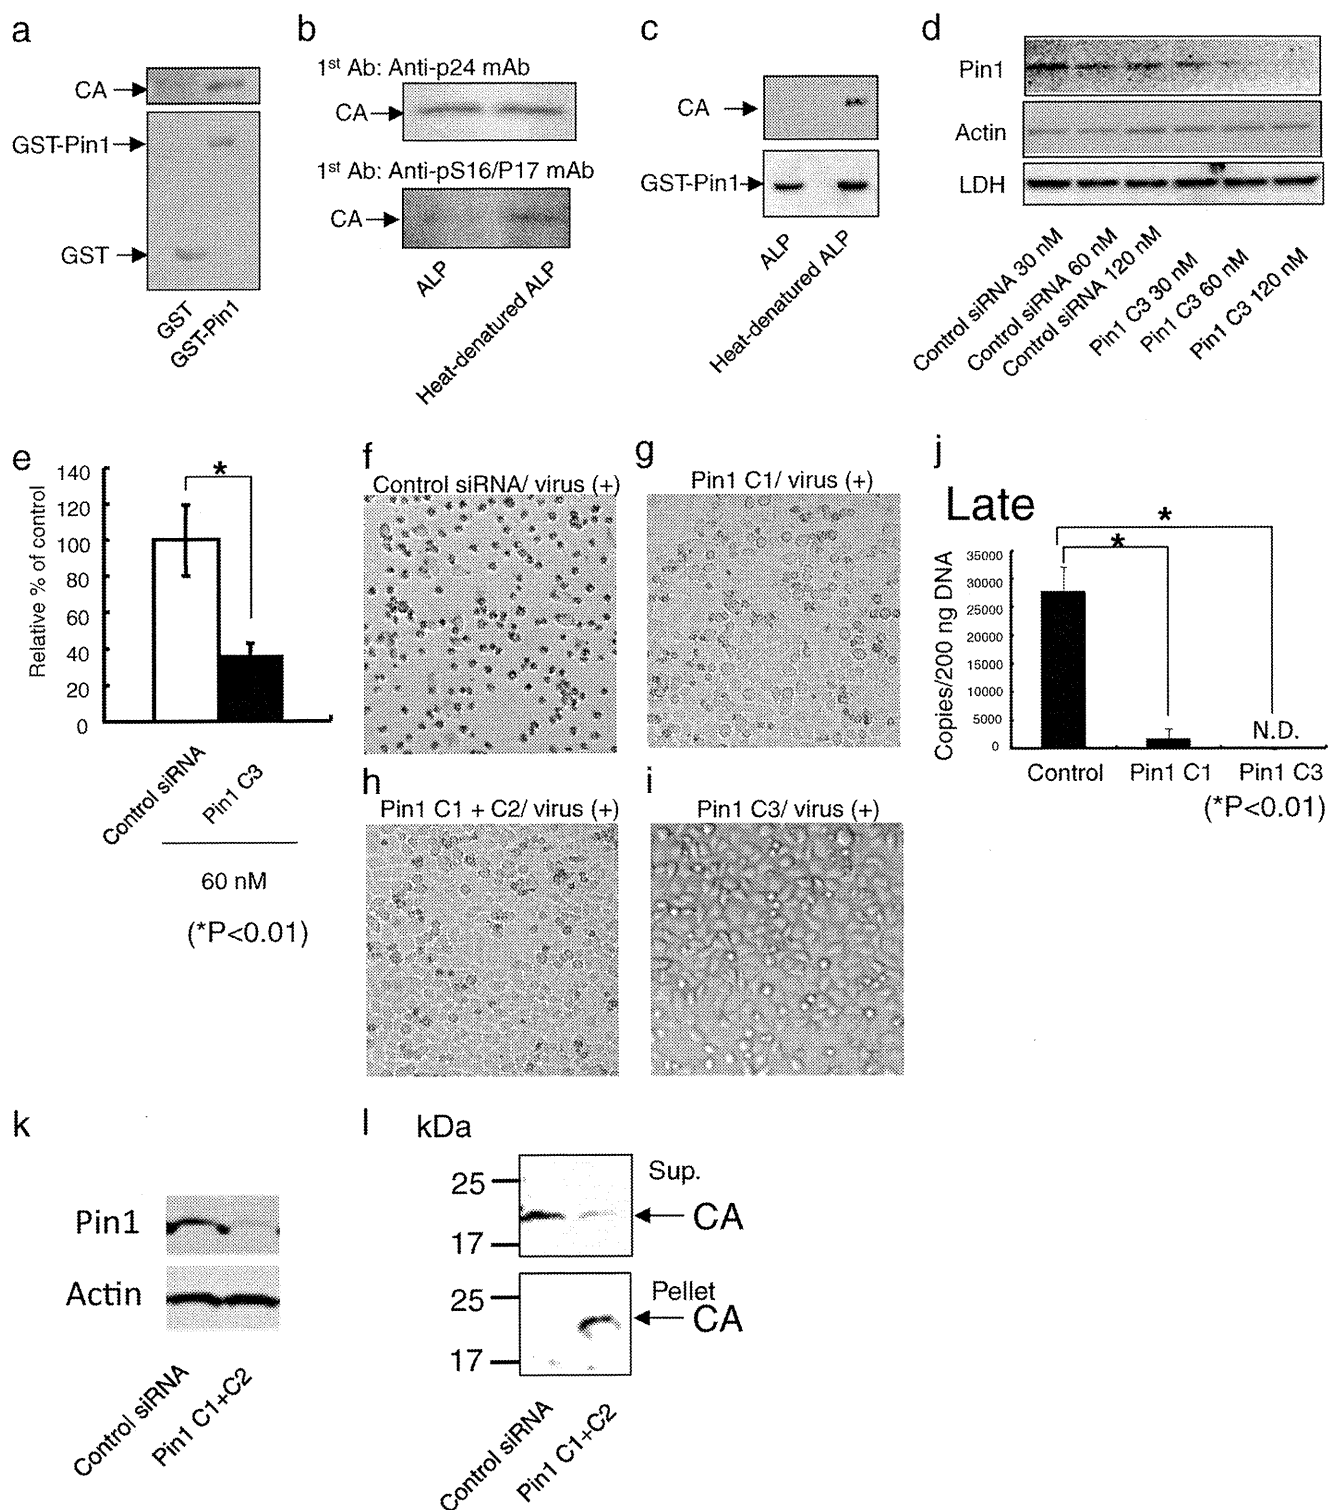 a
CA
GST-Pin1
GST
GST
GST-Pin1
b
1st Ab: Anti-p24 mAb
CA
1st Ab: Anti-pS16/P17 mAb
CA
ALP
Heat-denatured ALP
c
CA
GST-Pin1
ALP
Heat-denatured ALP
d
Pin1
Actin
LDH
Control siRNA 30 nM
Control siRNA 60 nM
Control siRNA 120 nM
Pin1 C3 30 nM
Pin1 C3 60 nM
Pin1 C3 120 nM
e
Relative % of control
140
120
100
80
60
40
20
0
*
Control siRNA
Pin1 C3
60 nM
(*P<0.01)
f
Control siRNA/ virus (+)
g
Pin1 C1/ virus (+)
h
Pin1 C1 + C2/ virus (+)
i
Pin1 C3/ virus (+)
j
Late
Copies/200 ng DNA
35000
30000
25000
20000
15000
10000
5000
0
*
*
N.D.
Control
Pin1 C1
Pin1 C3
(*P<0.01)
k
Pin1
Actin
Control siRNA
Pin1 C1+C2
l
kDa
25
17
Sup.
CA
25
17
Pellet
CA
Control siRNA
Pin1 C1+C2